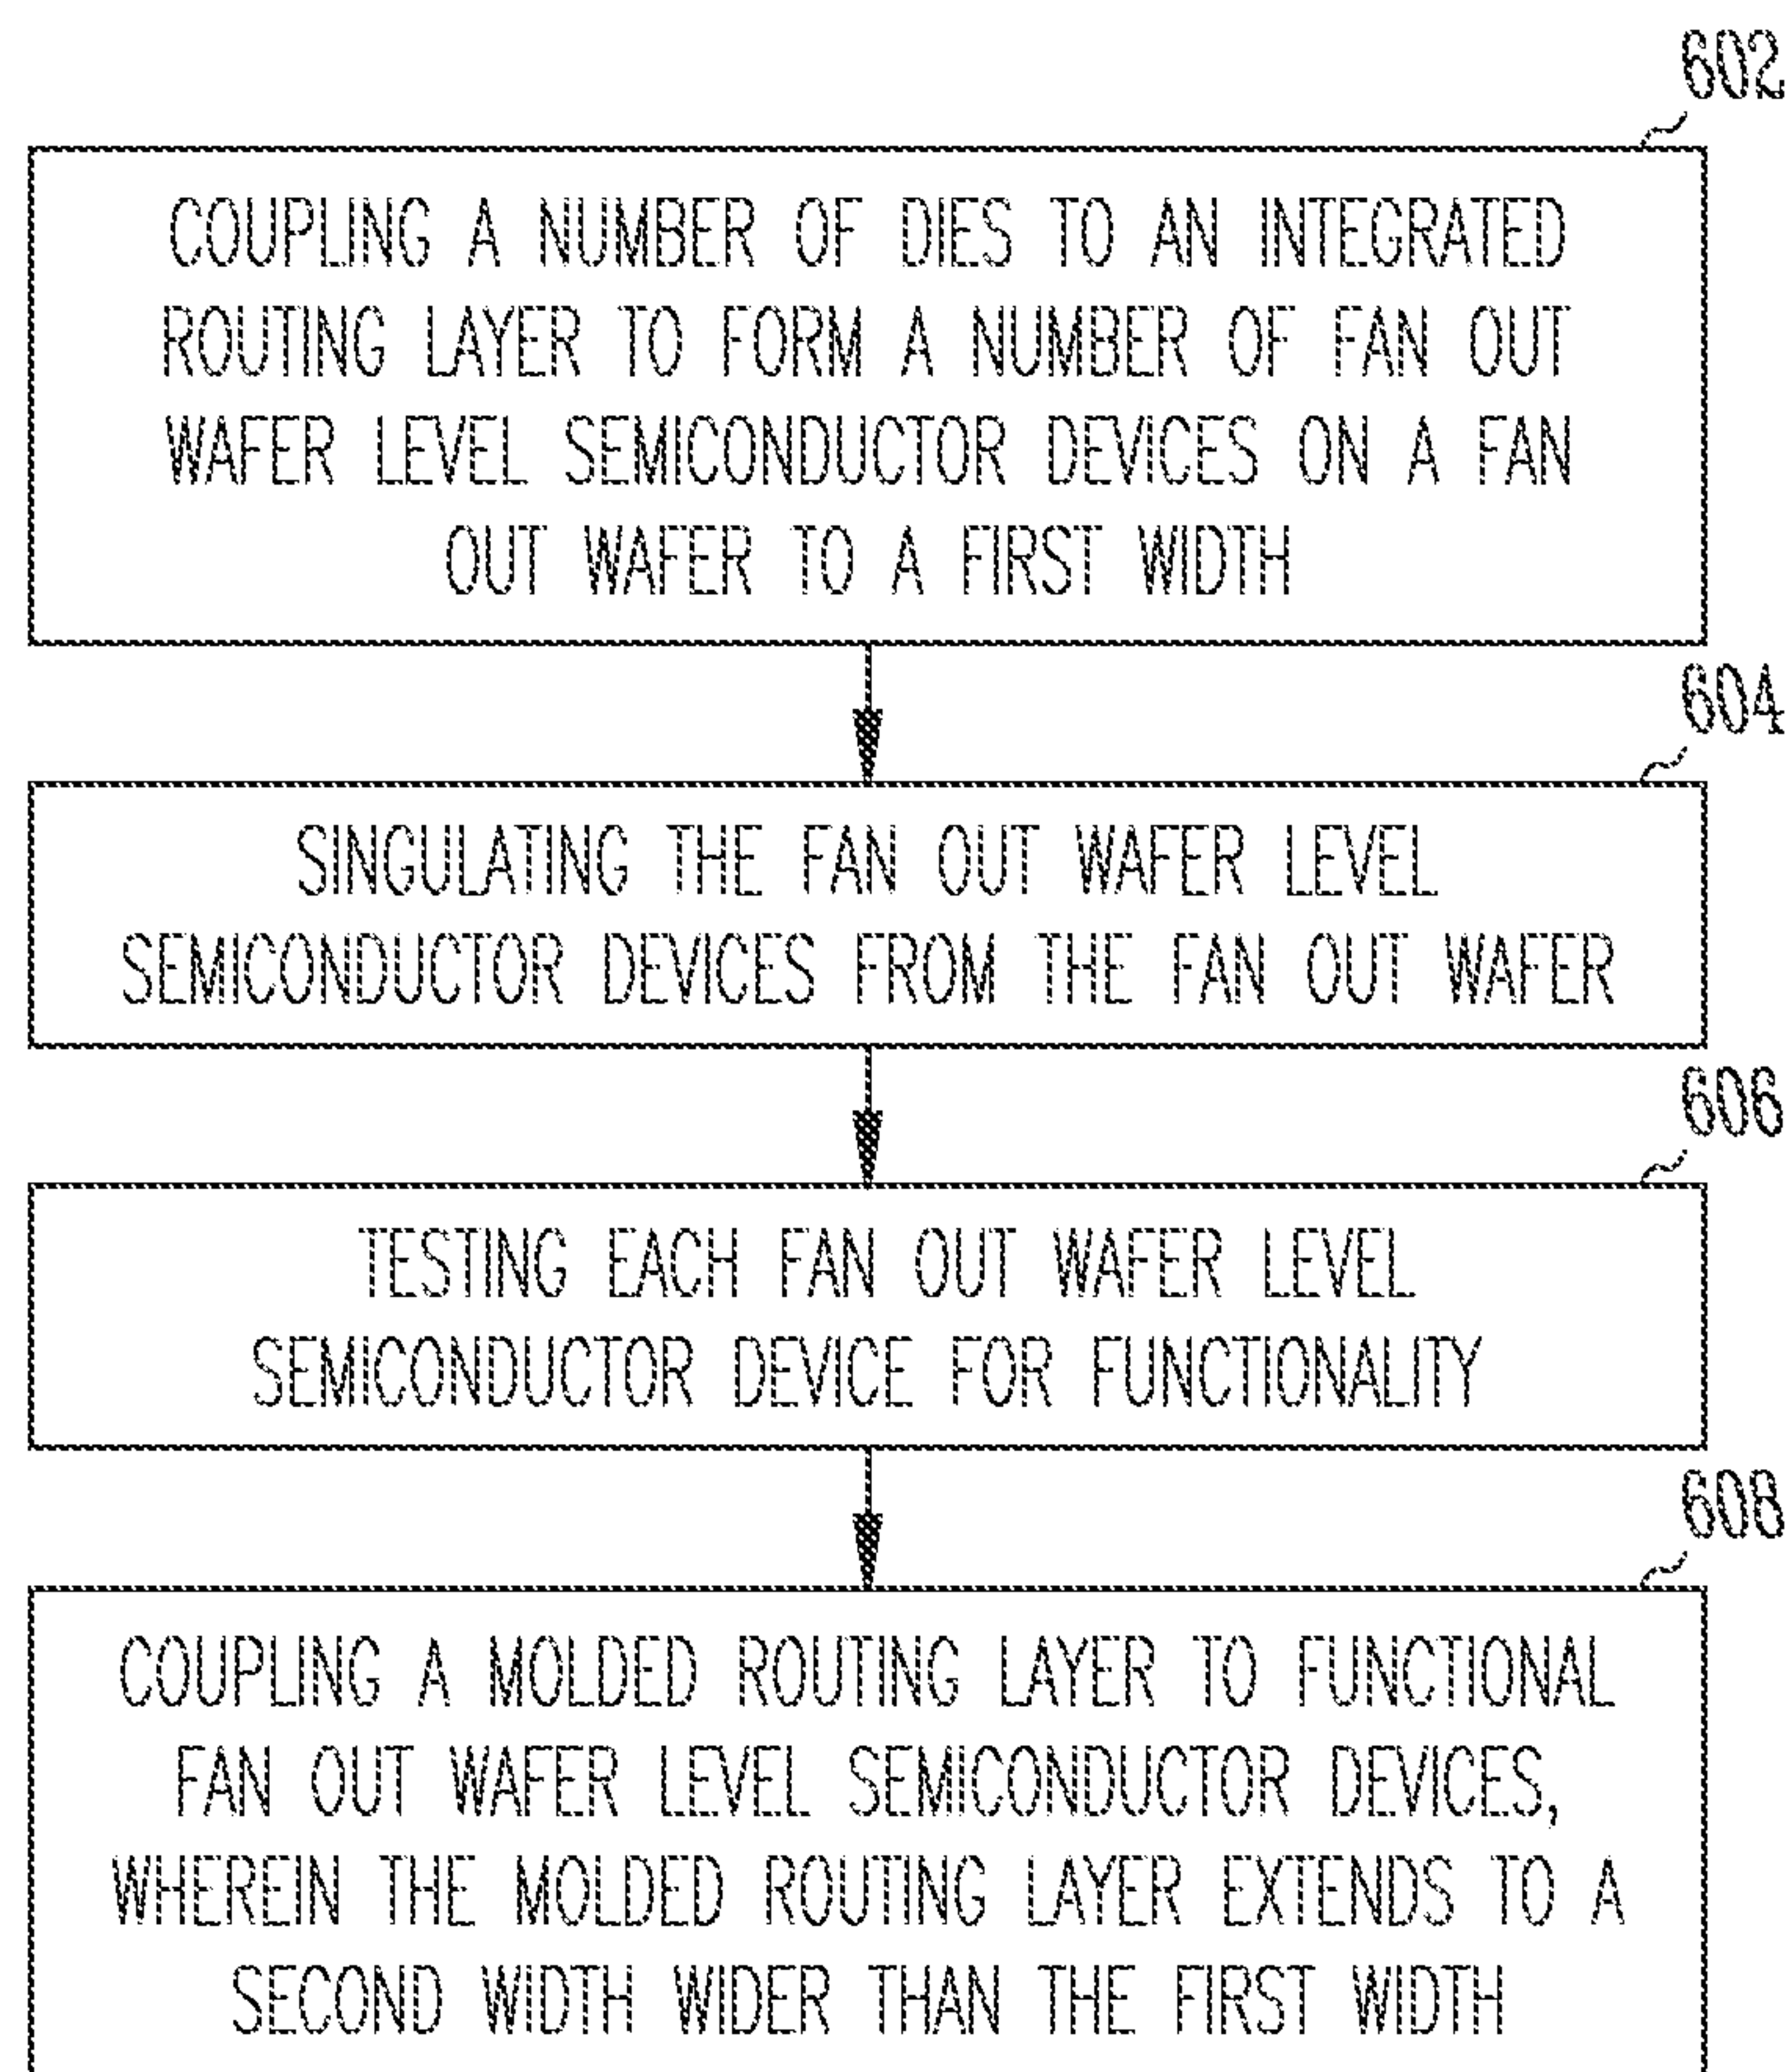 602
COUPLING A NUMBER OF DIES TO AN INTEGRATED
ROUTING LAYER TO FORM A NUMBER OF FAN OUT
WAFER LEVEL SEMICONDUCTOR DEVICES ON A FAN
OUT WAFER TO A FIRST WIDTH
604
SINGULATING THE FAN OUT WAFER LEVEL
SEMICONDUCTOR DEVICES FROM THE FAN OUT WAFER
606
TESTING EACH FAN OUT WAFER LEVEL
SEMICONDUCTOR DEVICE FOR FUNCTIONALITY
608
COUPLING A MOLDED ROUTING LAYER TO FUNCTIONAL
FAN OUT WAFER LEVEL SEMICONDUCTOR DEVICES,
WHEREIN THE MOLDED ROUTING LAYER EXTENDS TO A
SECOND WIDTH WIDER THAN THE FIRST WIDTH